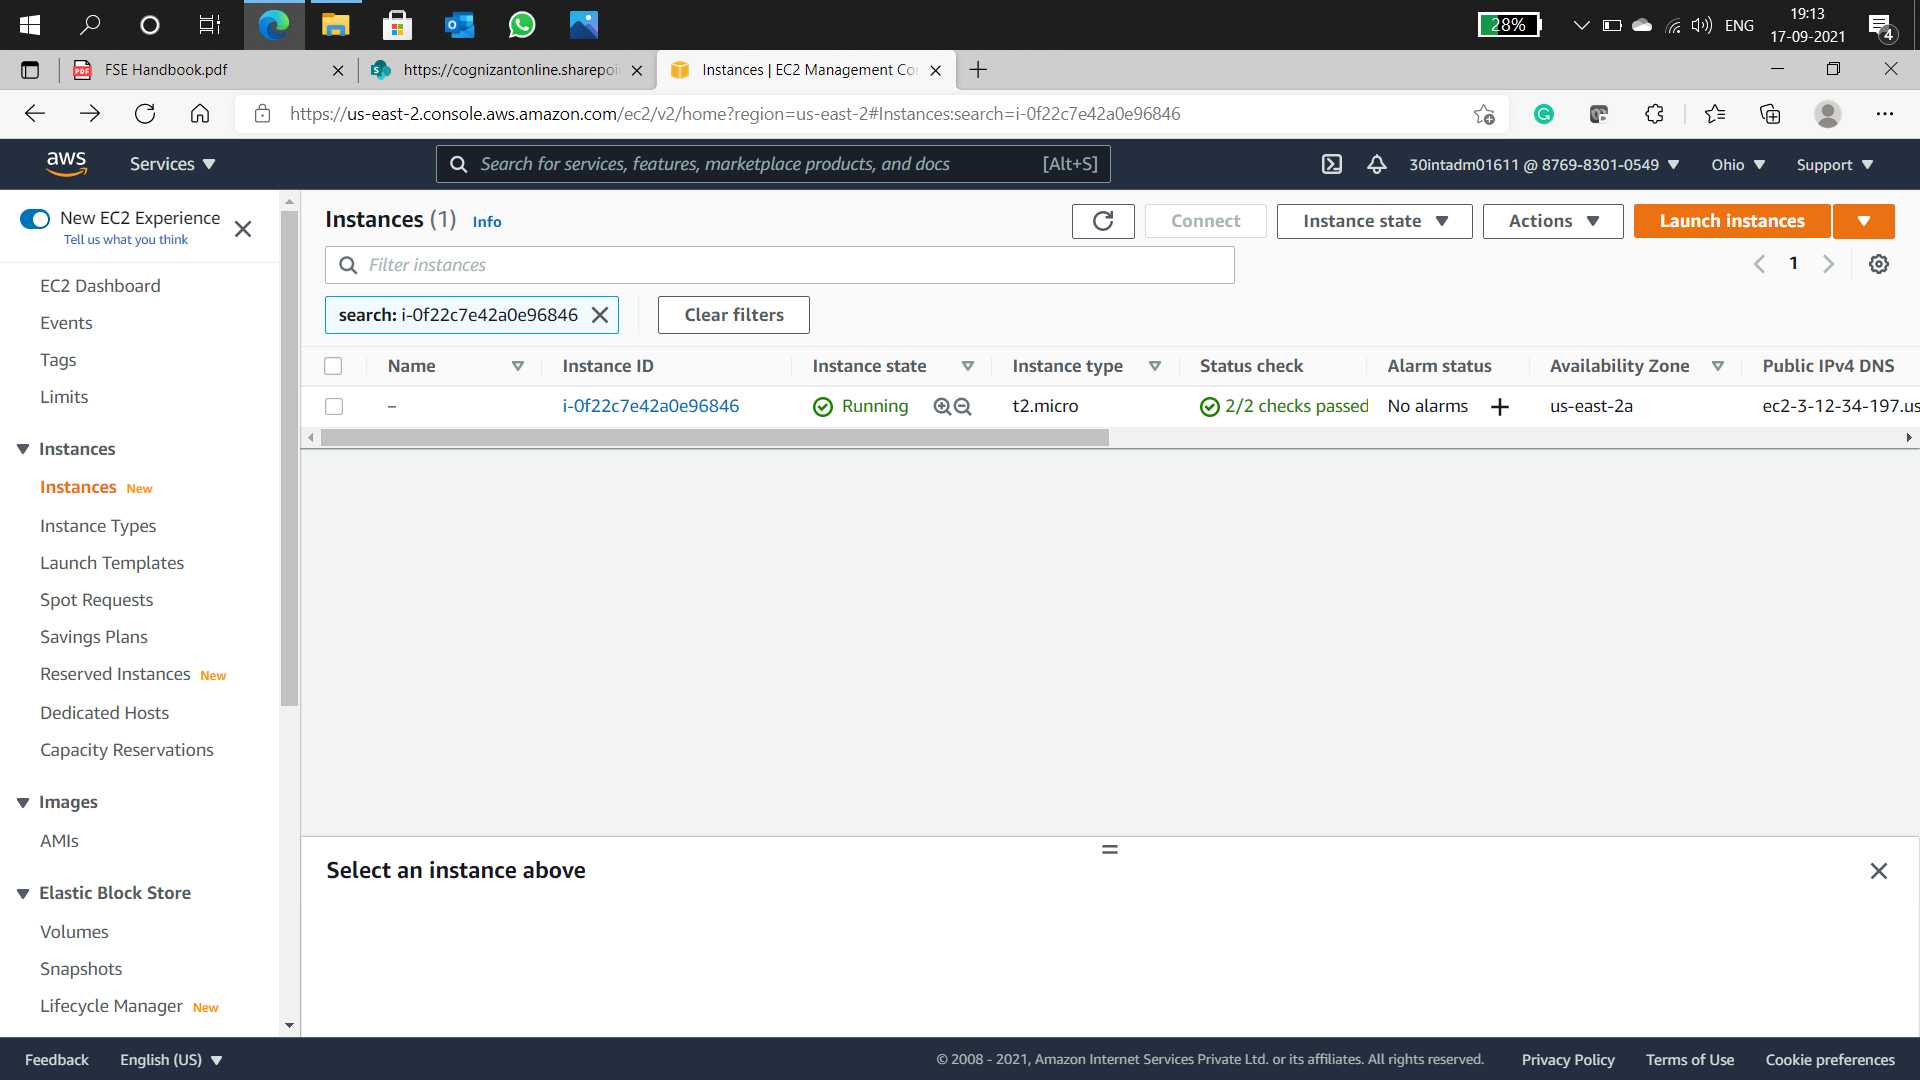 28%
ENG
19:13
17-09-2021
4
FSE Handbook.pdf
https://cognizantonline.sharepoi
Instances | EC2 Management Co
https://us-east-2.console.aws.amazon.com/ec2/v2/home?region=us-east-2#Instances:search=i-0f22c7e42a0e96846
aws
Services
Search for services, features, marketplace products, and docs
[Alt+S]
30intadm01611 @ 8769-8301-0549
Ohio
Support
New EC2 Experience
Tell us what you think
EC2 Dashboard
Events
Tags
Limits
Instances
Instances New
Instance Types
Launch Templates
Spot Requests
Savings Plans
Reserved Instances New
Dedicated Hosts
Capacity Reservations
Images
AMIs
Elastic Block Store
Volumes
Snapshots
Lifecycle Manager New
Instances (1) Info
Connect
Instance state
Actions
Launch instances
Filter instances
1
search: i-0f22c7e42a0e96846
Clear filters
Name Instance ID Instance state Instance type Status check Alarm status Availability Zone Public IPv4 DNS
– i-0f22c7e42a0e96846 Running t2.micro 2/2 checks passed No alarms + us-east-2a ec2-3-12-34-197.us
Select an instance above
Feedback
English (US)
© 2008 - 2021, Amazon Internet Services Private Ltd. or its affiliates. All rights reserved.
Privacy Policy
Terms of Use
Cookie preferences